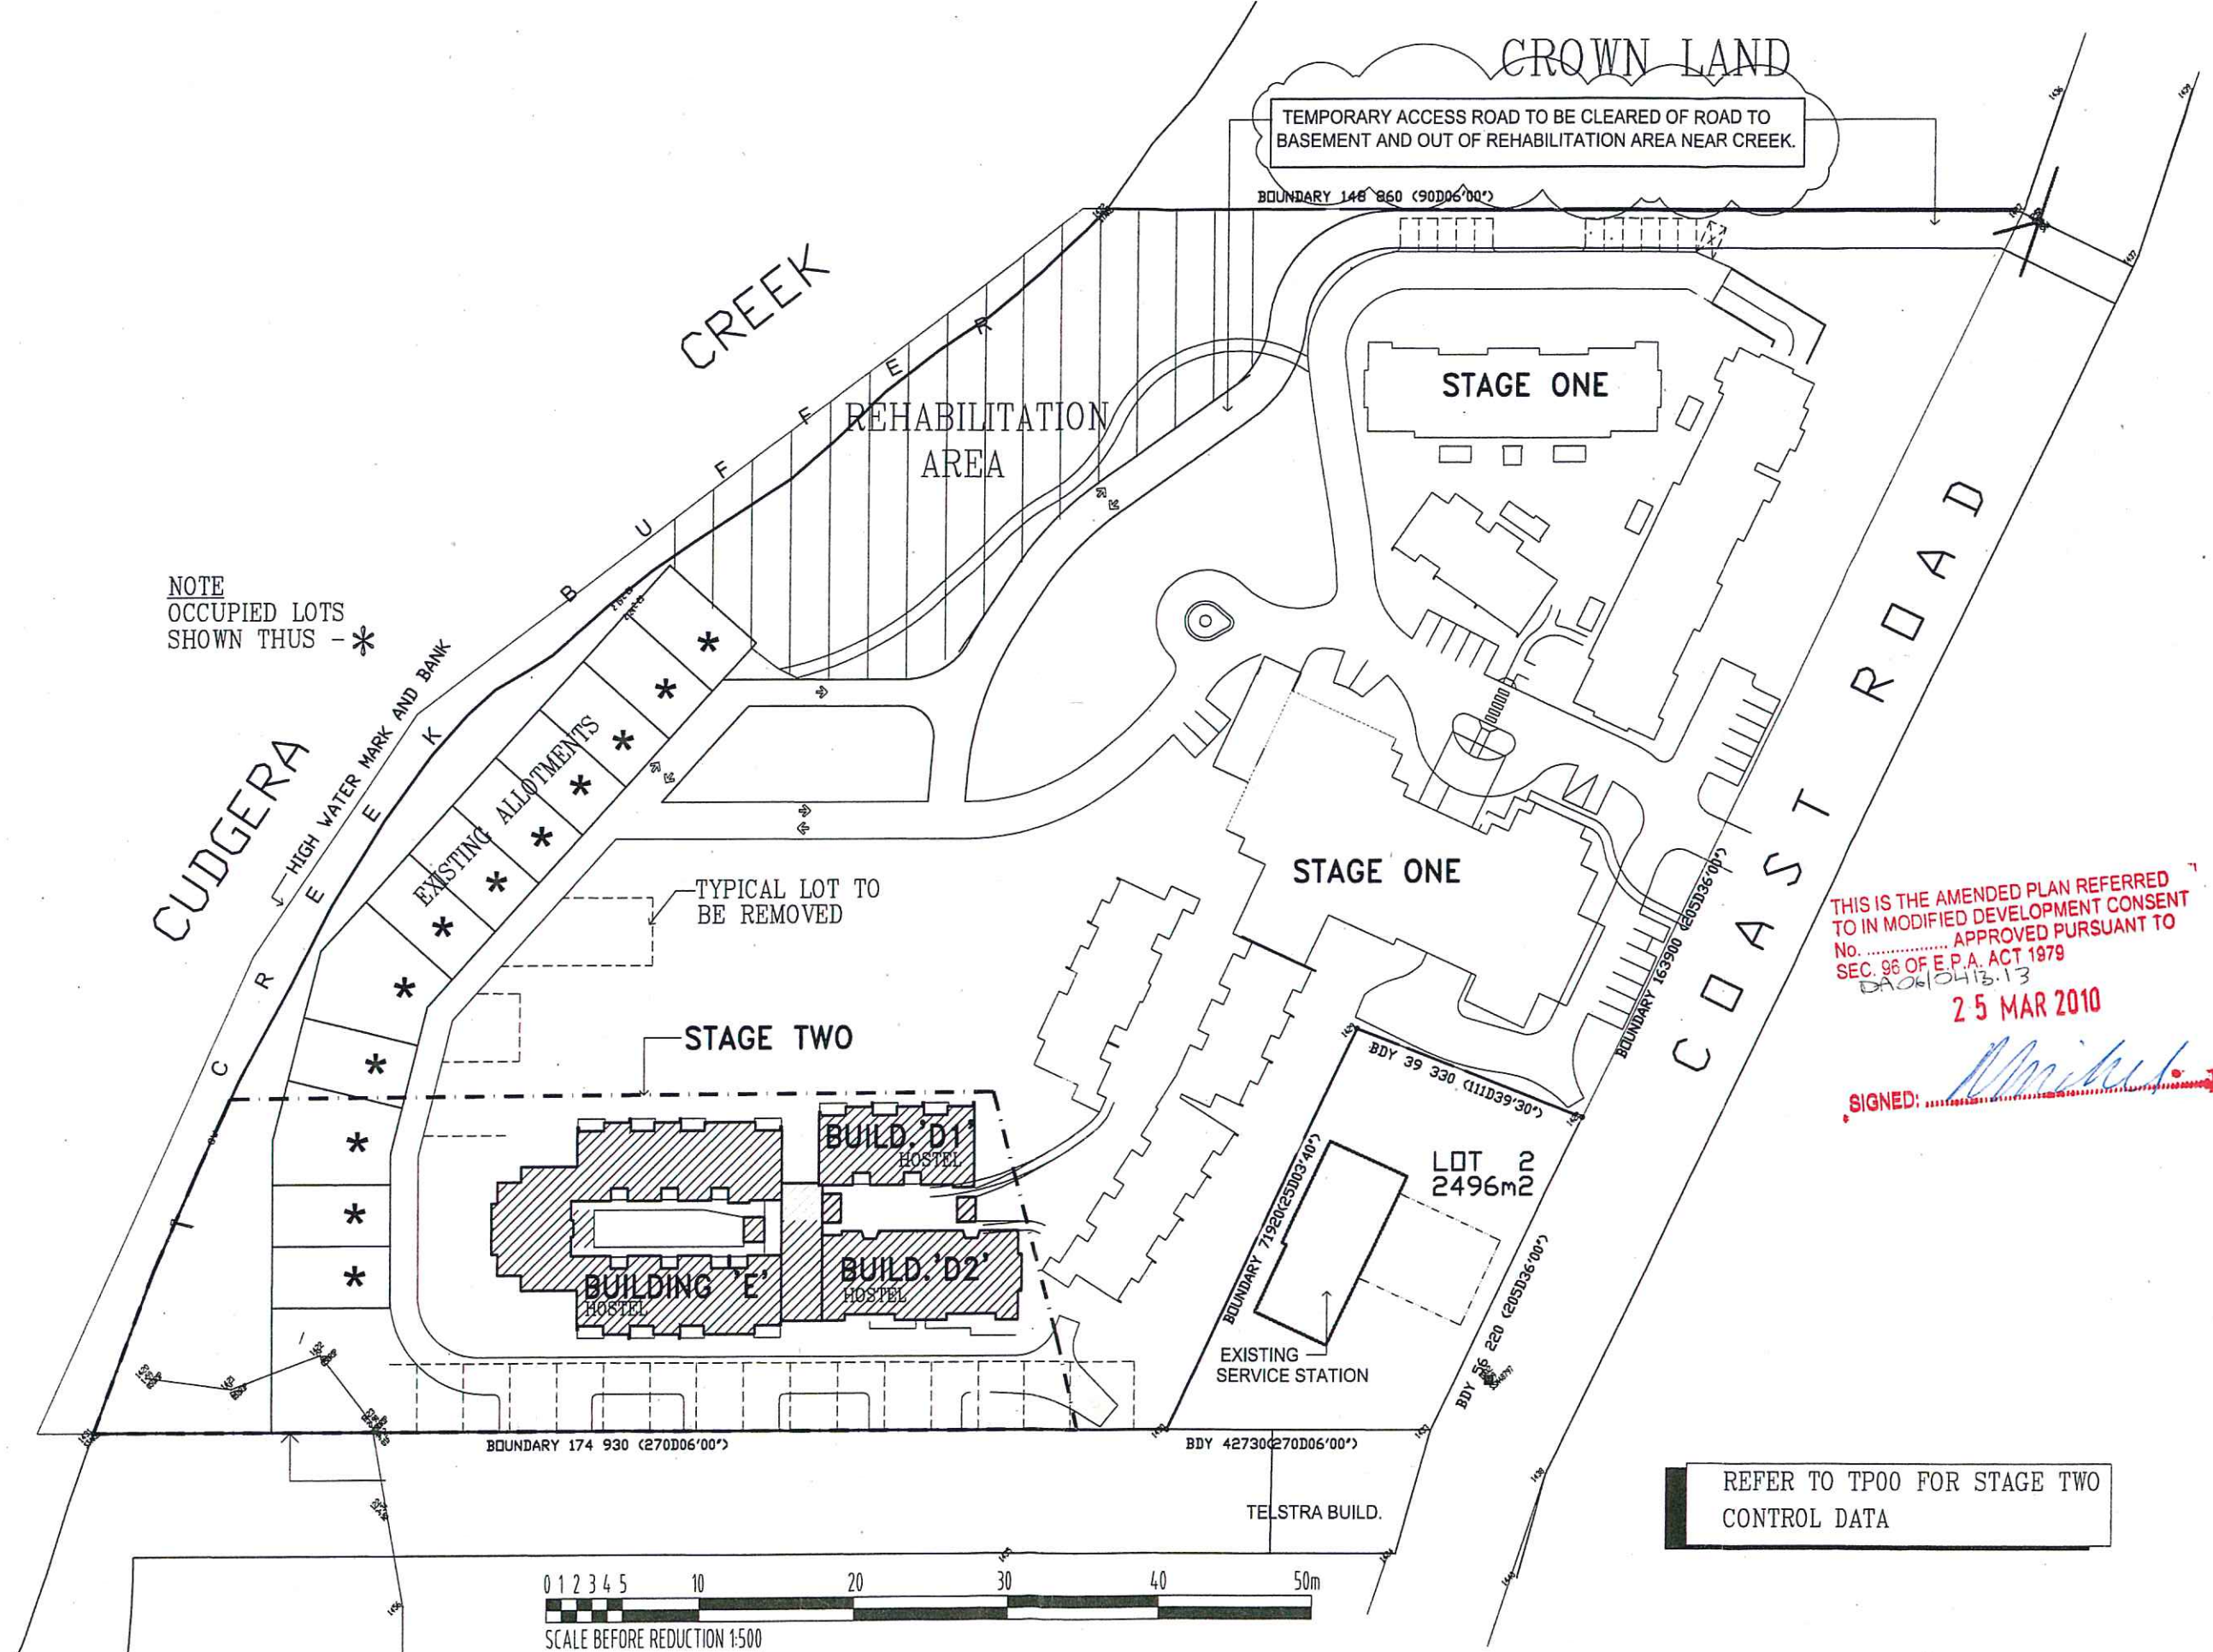 CROWN LAND
TEMPORARY ACCESS ROAD TO BE CLEARED OF ROAD TO
BASEMENT AND OUT OF REHABILITATION AREA NEAR CREEK.
BOUNDARY 148 860 (90D06'00")
CREEK
CUDGERA
REHABILITATION
AREA
STAGE ONE
NOTE
OCCUPIED LOTS
SHOWN THUS - *
HIGH WATER MARK AND BANK
CREEK BUFFER
EXISTING ALLOTMENTS
TYPICAL LOT TO
BE REMOVED
STAGE ONE
COAST ROAD
BOUNDARY 163900 (205D36'00")
THIS IS THE AMENDED PLAN REFERRED
TO IN MODIFIED DEVELOPMENT CONSENT
No. ................ APPROVED PURSUANT TO
SEC. 96 OF E.P.A. ACT 1979
DA06/0413.13
25 MAR 2010
SIGNED:
STAGE TWO
BUILD.'D1'
HOSTEL
BUILD.'D2'
HOSTEL
BUILDING 'E'
HOSTEL
BDY 39 330 (111D39'30")
LOT 2
2496m2
BOUNDARY 71920(25D03'40")
BDY 56 220 (205D36'00")
EXISTING
SERVICE STATION
BOUNDARY 174 930 (270D06'00")
BDY 42730(270D06'00")
TELSTRA BUILD.
REFER TO TP00 FOR STAGE TWO
CONTROL DATA
0 1 2 3 4 5 10 20 30 40 50m
SCALE BEFORE REDUCTION 1:500